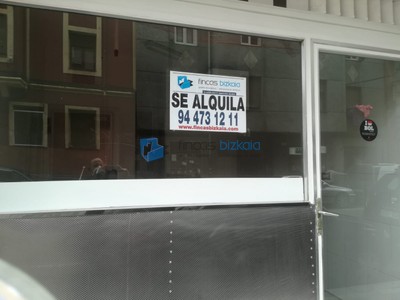 fincas bizkaia
SE ALQUILA
94 473 12 11
www.fincasbizkaia.com
fincas bizkaia